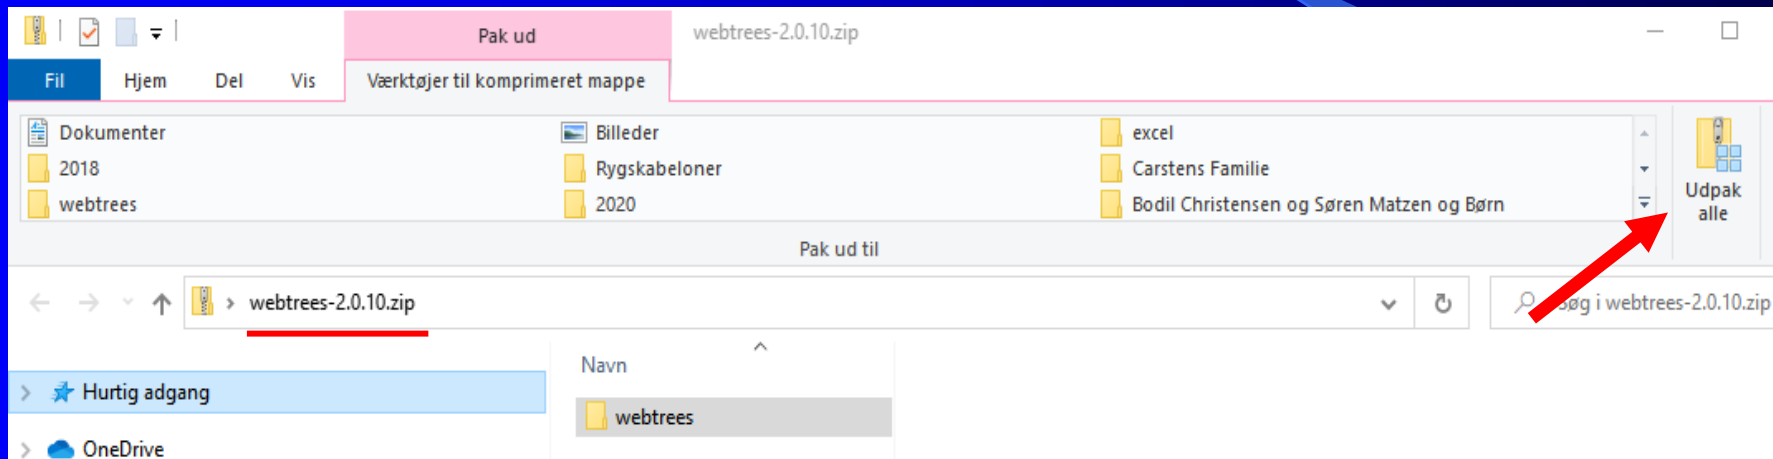 Pak ud
webtrees-2.0.10.zip
Fil Hjem Del Vis Værktøjer til komprimeret mappe
Dokumenter Billeder excel
2018 Rygskabeloner Carstens Familie
webtrees 2020 Bodil Christensen og Søren Matzen og Børn
Udpak
alle
Pak ud til
webtrees-2.0.10.zip
Søg i webtrees-2.0.10.zip
Navn
Hurtig adgang
webtrees
OneDrive